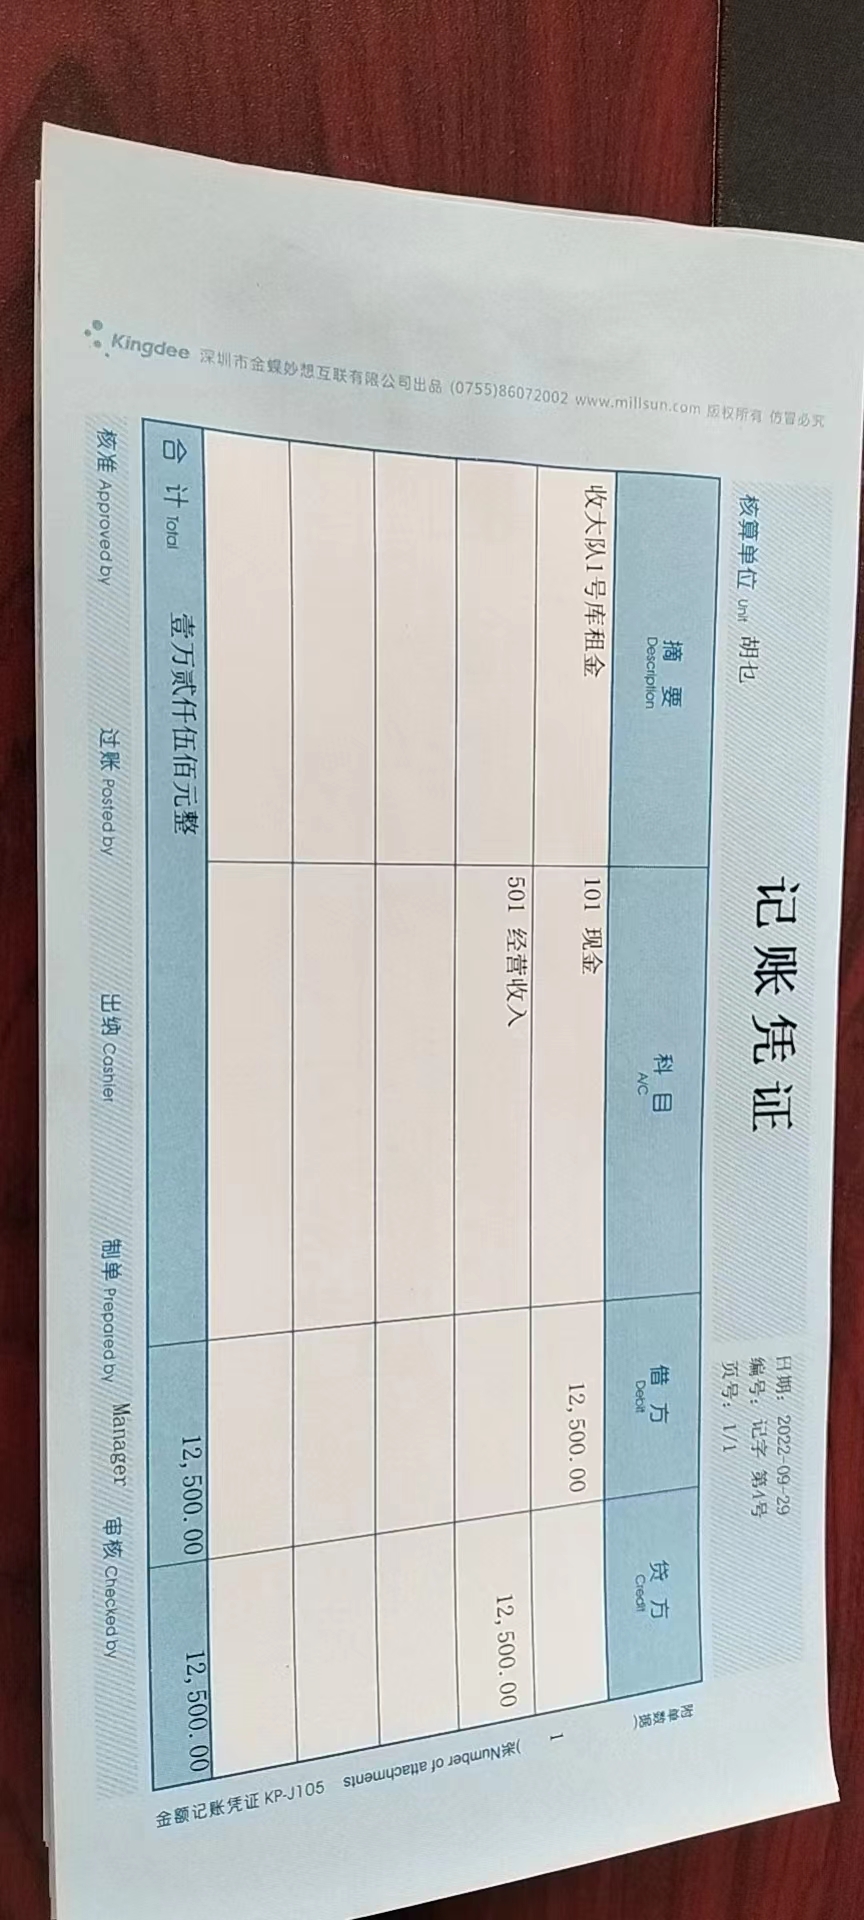 记账凭证
日期: 2022-09-29
编号: 记字 第4号
页号: 1/1
核算单位 Unit 胡乜
摘要 Description 科目 A/C 借方 Debit 贷方 Credit
收大队1号库租金 101 现金 12,500.00
501 经营收入 12,500.00
合计 Total 壹万贰仟伍佰元整 12,500.00 12,500.00
附单据数(
1
)张 Number of attachments
金额记账凭证 KP-J105
核准 Approved by 过账 Posted by 出纳 Cashier 制单 Prepared by Manager 审核 Checked by
Kingdee 深圳市金蝶妙想互联有限公司出品 (0755)86072002 www.millsun.com 版权所有 仿冒必究